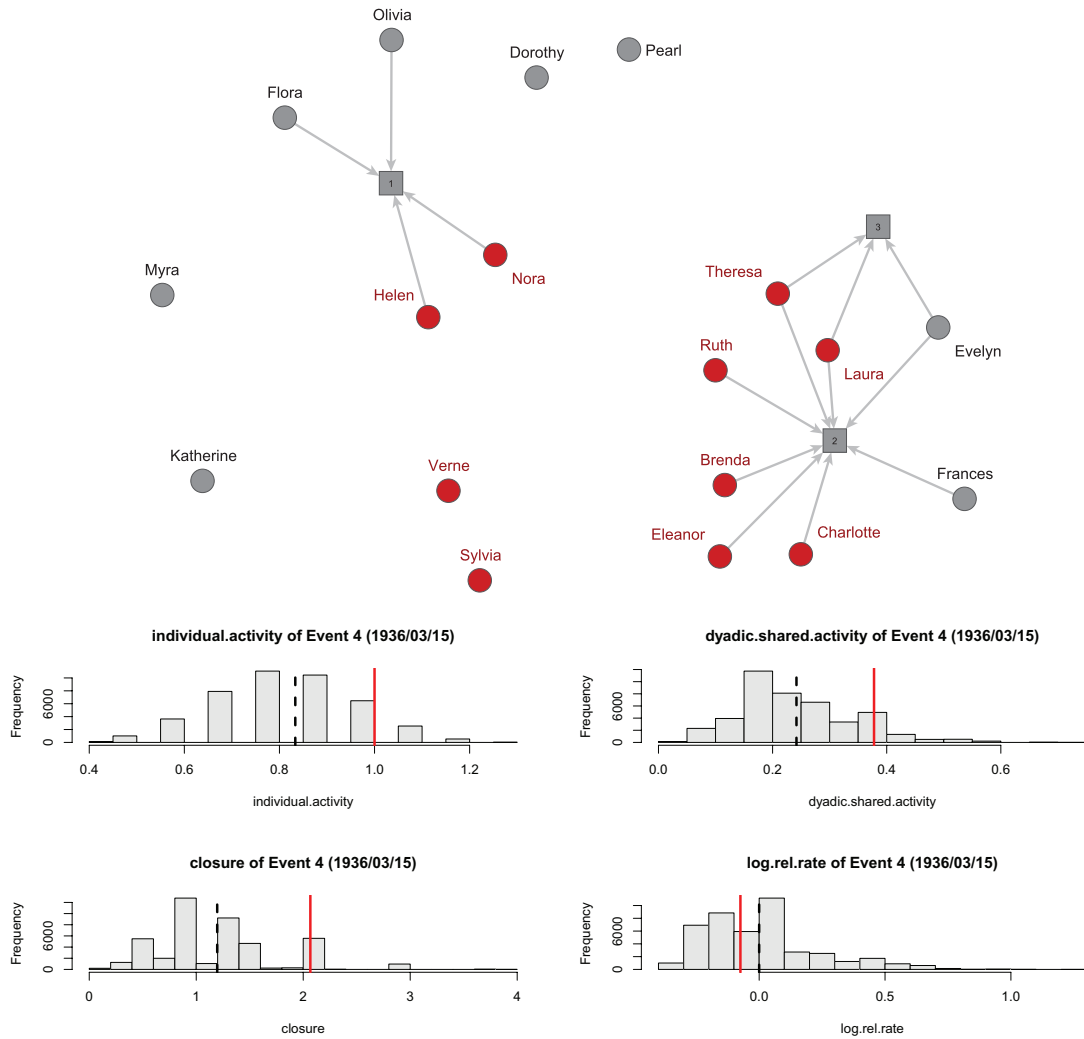 Olivia
Dorothy
Pearl
Flora
1
3
Myra
Nora
Theresa
Helen
Ruth
Evelyn
Laura
2
Katherine
Verne
Brenda
Frances
Eleanor
Charlotte
Sylvia
individual.activity of Event 4 (1936/03/15)
Frequency
0 6000
0.4 0.6 0.8 1.0 1.2
individual.activity
dyadic.shared.activity of Event 4 (1936/03/15)
Frequency
0 6000
0.0 0.2 0.4 0.6
dyadic.shared.activity
closure of Event 4 (1936/03/15)
Frequency
0 6000
0 1 2 3 4
closure
log.rel.rate of Event 4 (1936/03/15)
Frequency
0 6000
0.0 0.5 1.0
log.rel.rate